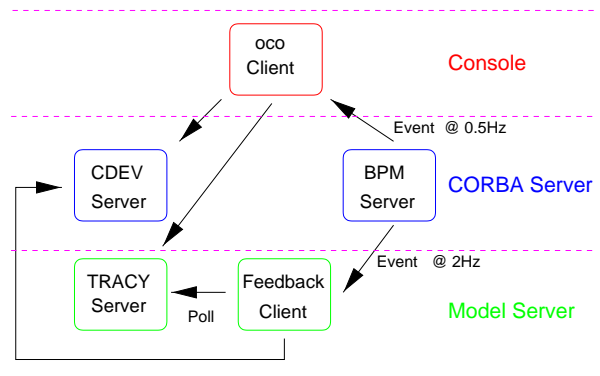 oco
Client
Console
Event @ 0.5Hz
CDEV
Server
BPM
Server
CORBA Server
Event @ 2Hz
TRACY
Server
Poll
Feedback
Client
Model Server